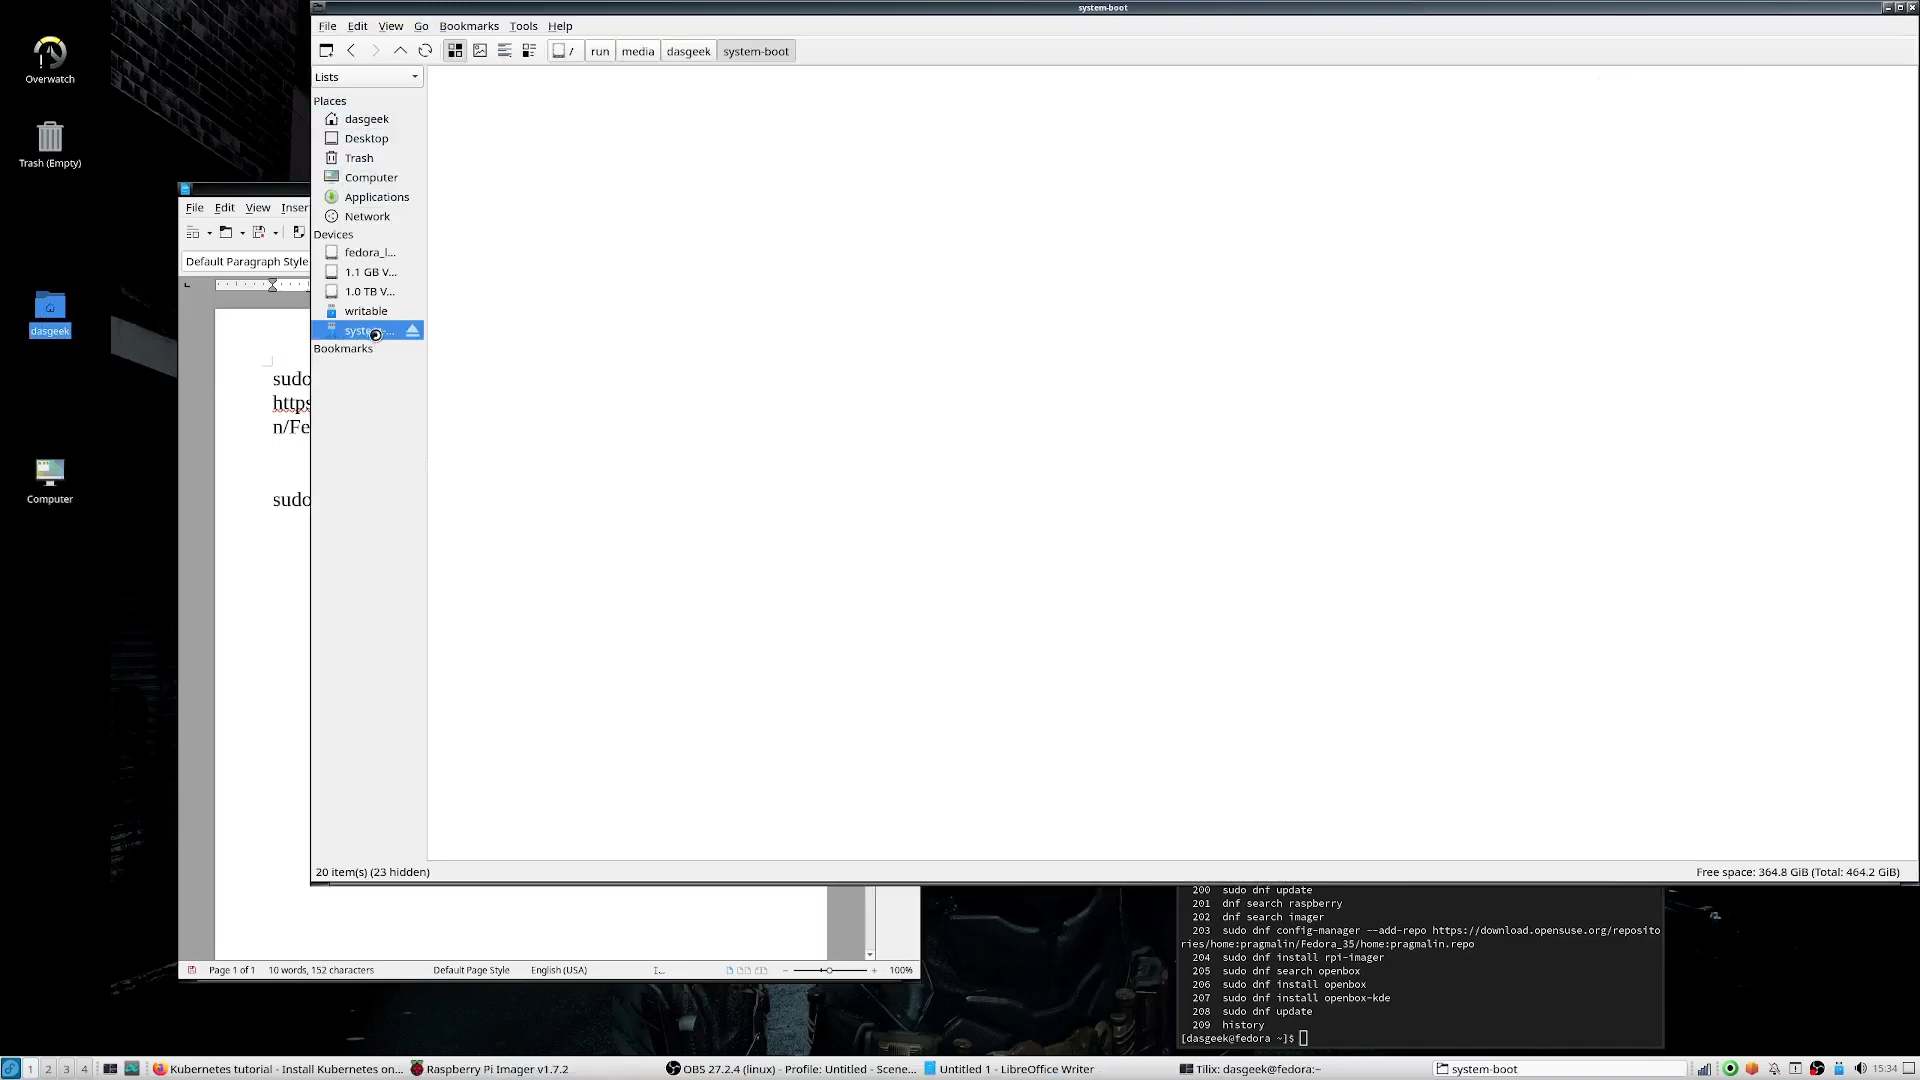 system-boot
File Edit View Go Bookmarks Tools Help
/ run media dasgeek system-boot
Lists
Places
dasgeek
Desktop
Trash
Computer
Applications
Network
Devices
fedora_l...
1.1 GB V...
1.0 TB V...
writable
Bookmarks
20 item(s) (23 hidden)
Free space: 364.8 GiB (Total: 464.2 GiB)
Overwatch
Trash (Empty)
dasgeek
Computer
File Edit View Inser
Default Paragraph Style
sudo
https
n/Fe
sudo
Page 1 of 1 10 words, 152 characters Default Page Style English (USA) 100%
200 sudo dnf update
201 dnf search raspberry
202 dnf search imager
203 sudo dnf config-manager --add-repo https://download.opensuse.org/reposito
ries/home:pragmalin/Fedora_35/home:pragmalin.repo
204 sudo dnf install rpi-imager
205 sudo dnf search openbox
206 sudo dnf install openbox
207 sudo dnf install openbox-kde
208 sudo dnf update
209 history
[dasgeek@fedora ~]$
1 2 3 4 Kubernetes tutorial - Install Kubernetes on... Raspberry Pi Imager v1.7.2 OBS 27.2.4 (linux) - Profile: Untitled - Scene... Untitled 1 - LibreOffice Writer Tilix: dasgeek@fedora:~ system-boot 15:34